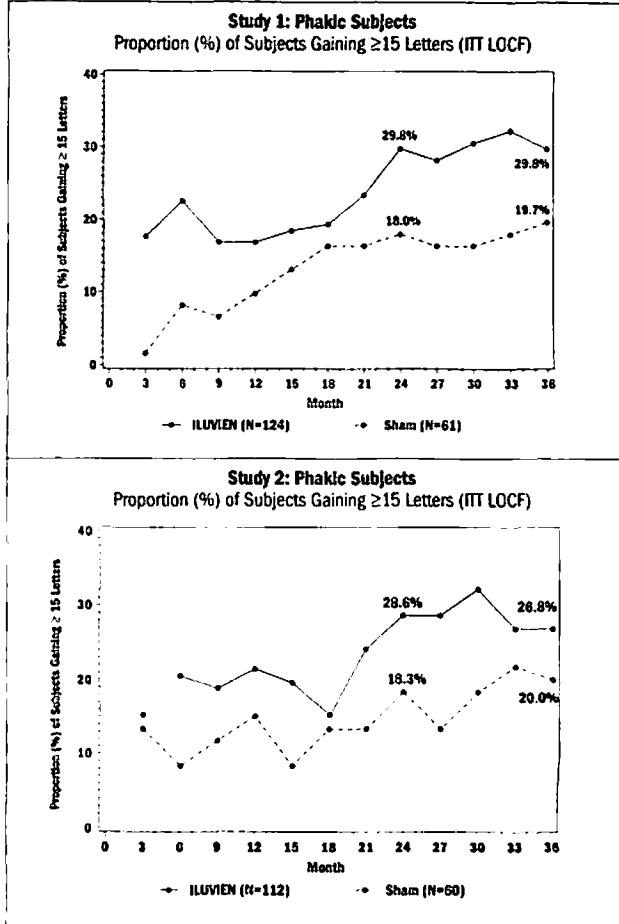 Study 1: Phakic Subjects
Proportion (%) of Subjects Gaining ≥15 Letters (ITT LOCF)
Proportion (%) of Subjects Gaining ≥ 15 Letters
40
30
20
10
0
29.8%
29.8%
18.0%
19.7%
0 3 6 9 12 15 18 21 24 27 30 33 36
Month
ILUVIEN (N=124) Sham (N=61)
Study 2: Phakic Subjects
Proportion (%) of Subjects Gaining ≥15 Letters (ITT LOCF)
Proportion (%) of Subjects Gaining ≥ 15 Letters
40
30
20
10
0
28.6%
26.8%
18.3%
20.0%
0 3 6 9 12 15 18 21 24 27 30 33 36
Month
ILUVIEN (N=112) Sham (N=60)